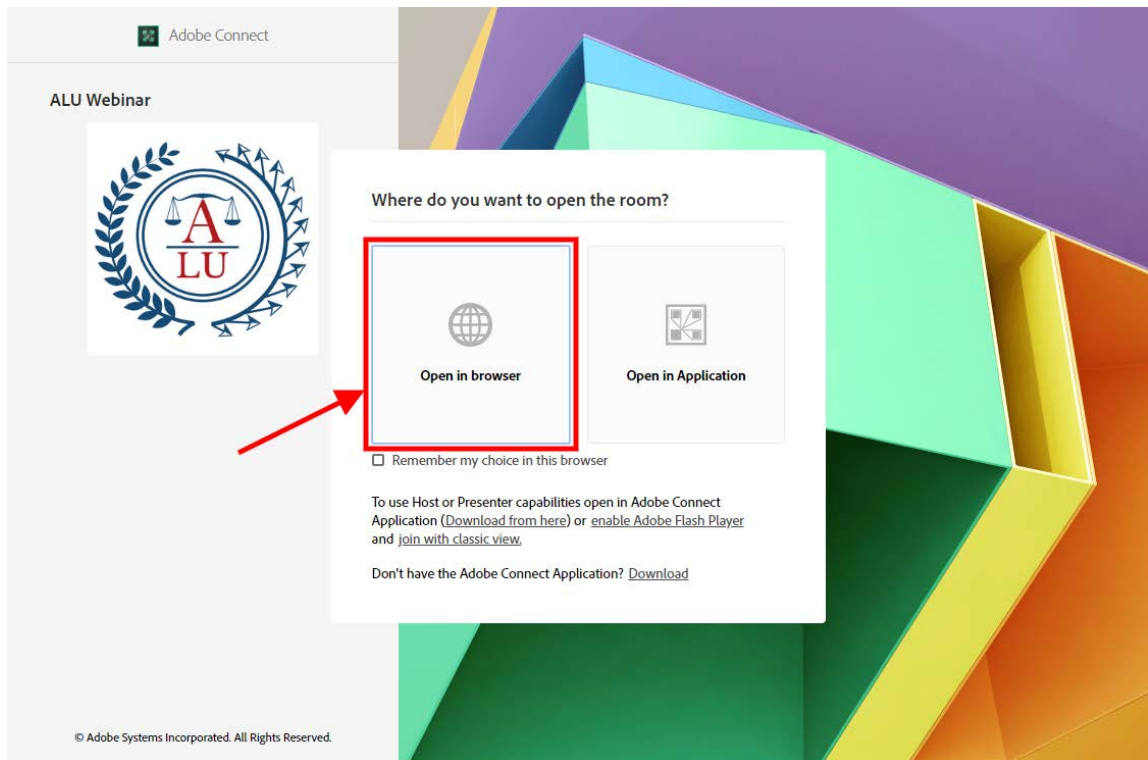 Adobe Connect
ALU Webinar
A
LU
Where do you want to open the room?
Open in browser
Open in Application
Remember my choice in this browser
To use Host or Presenter capabilities open in Adobe Connect
Application (Download from here) or enable Adobe Flash Player
and join with classic view.
Don't have the Adobe Connect Application? Download
© Adobe Systems Incorporated. All Rights Reserved.